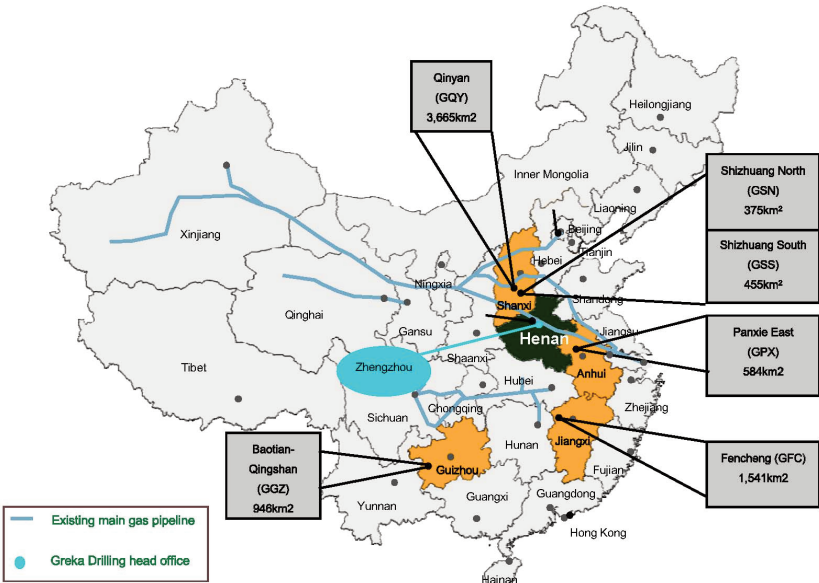 Qinyan
(GQY)
3,665km2
Heilongjiang
Jilin
Inner Mongolia
Liaoning
Shizhuang North
(GSN)
375km²
Shizhuang South
(GSS)
455km²
Xinjiang
Beijing
Tianjin
Hebei
Ningxia
Shanxi
Shandong
Qinghai
Gansu
Henan
Jiangsu
Panxie East
(GPX)
584km2
Shaanxi
Zhengzhou
Tibet
Anhui
Hubei
Sichuan
Chongqing
Zhejiang
Hunan
Jiangxi
Fencheng (GFC)
1,541km2
Baotian-
Qingshan
(GGZ)
946km2
Guizhou
Fujian
Yunnan
Guangxi
Guangdong
Hong Kong
Hainan
Existing main gas pipeline
Greka Drilling head office